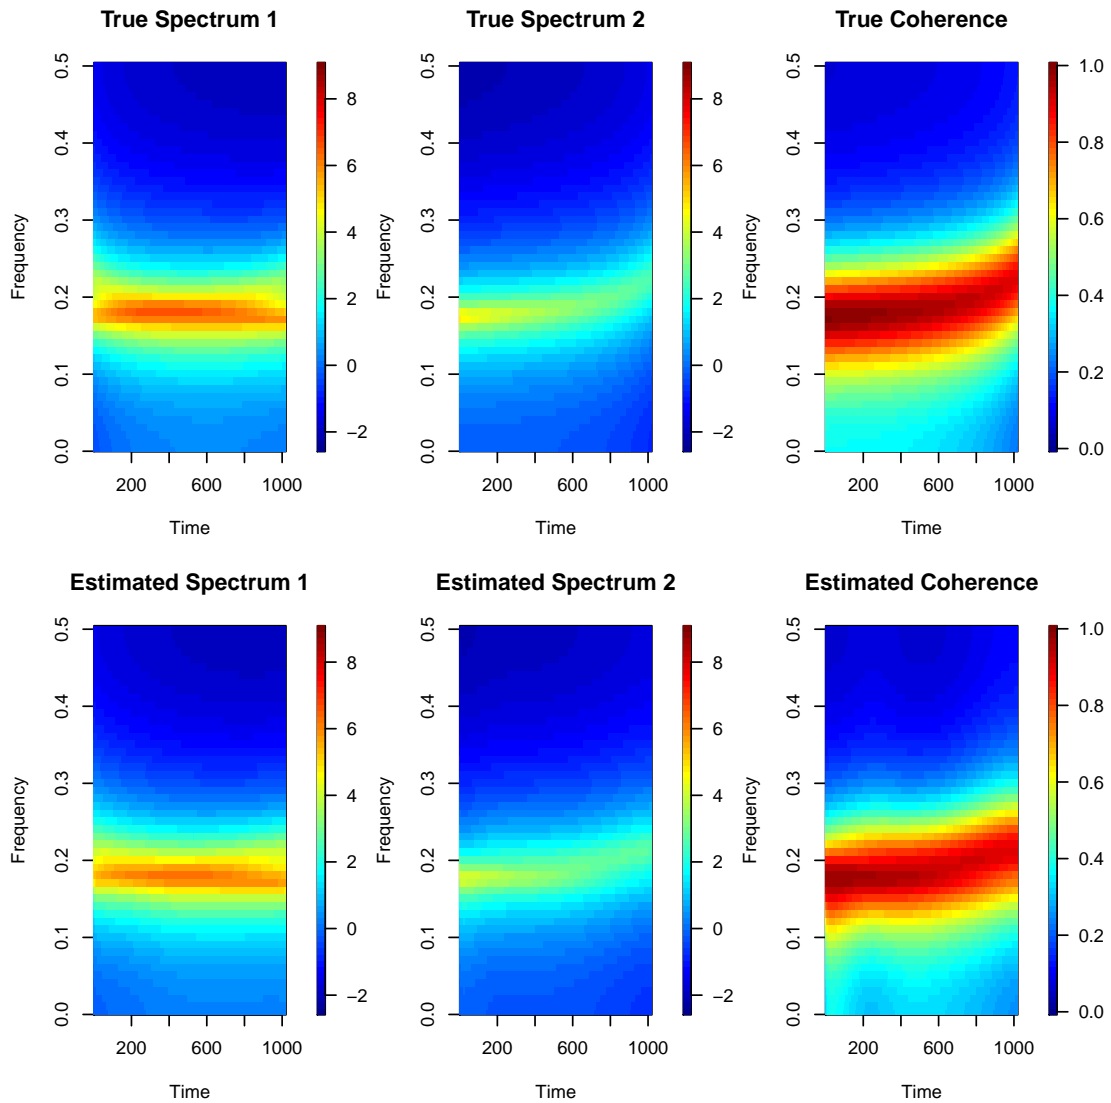 True Spectrum 1
True Spectrum 2
True Coherence
Frequency
0.0 0.1 0.2 0.3 0.4 0.5
200 600 1000
Time
−2 0 2 4 6 8
Frequency
0.0 0.1 0.2 0.3 0.4 0.5
200 600 1000
Time
−2 0 2 4 6 8
Frequency
0.0 0.1 0.2 0.3 0.4 0.5
200 600 1000
Time
0.0 0.2 0.4 0.6 0.8 1.0
Estimated Spectrum 1
Estimated Spectrum 2
Estimated Coherence
Frequency
0.0 0.1 0.2 0.3 0.4 0.5
200 600 1000
Time
−2 0 2 4 6 8
Frequency
0.0 0.1 0.2 0.3 0.4 0.5
200 600 1000
Time
−2 0 2 4 6 8
Frequency
0.0 0.1 0.2 0.3 0.4 0.5
200 600 1000
Time
0.0 0.2 0.4 0.6 0.8 1.0